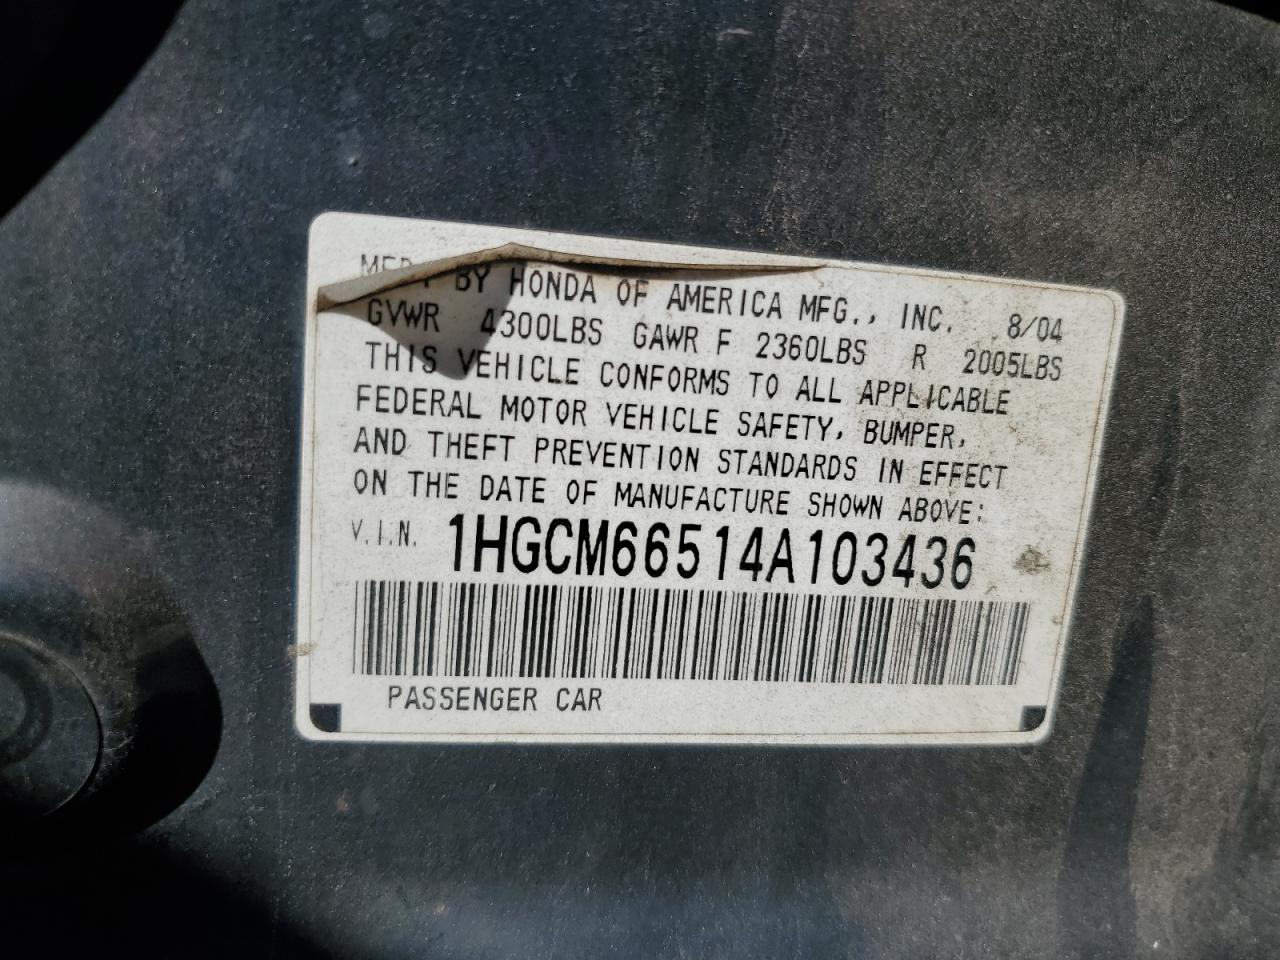 BY HONDA OF AMERICA MFG., INC. 8/04
GVWR 4300LBS GAWR F 2360LBS R 2005LBS
THIS VEHICLE CONFORMS TO ALL APPLICABLE
FEDERAL MOTOR VEHICLE SAFETY, BUMPER,
AND THEFT PREVENTION STANDARDS IN EFFECT
ON THE DATE OF MANUFACTURE SHOWN ABOVE:
V.I.N. 1HGCM66514A103436
PASSENGER CAR